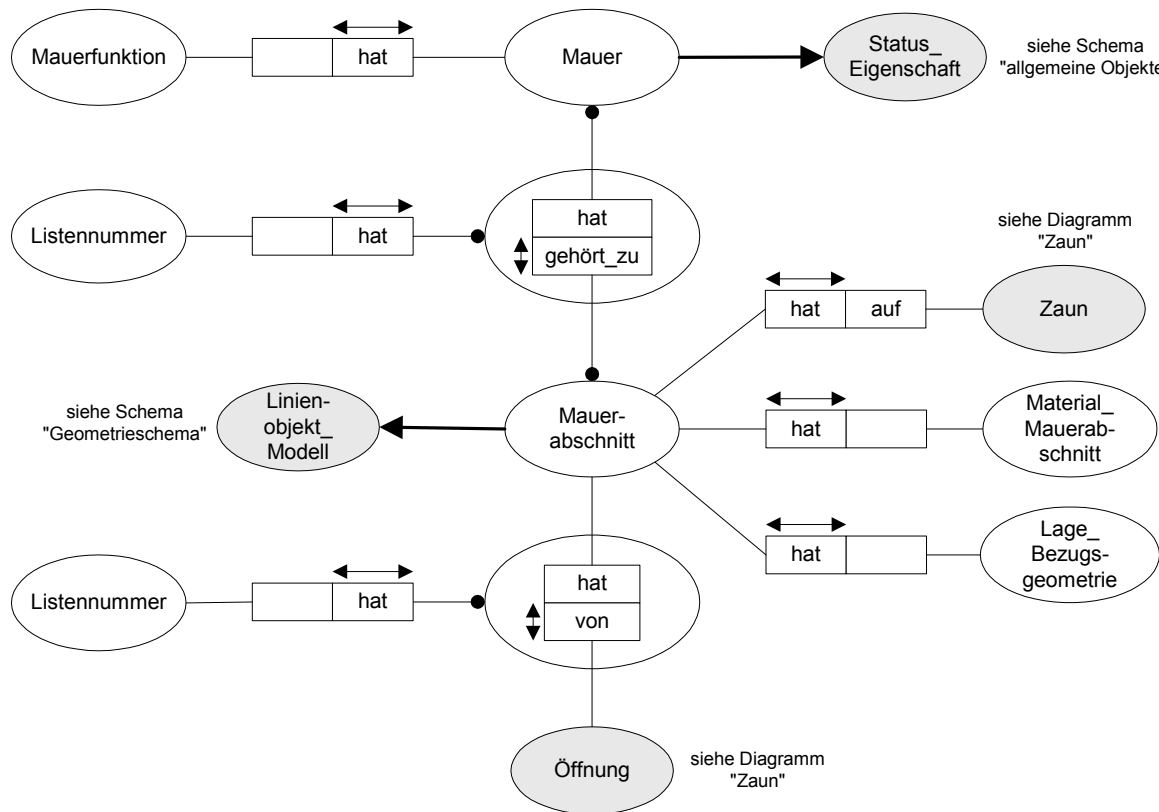 Mauerfunktion
hat
Mauer
Status_
Eigenschaft
siehe Schema
"allgemeine Objekte
Listennummer
hat
hat
gehört_zu
siehe Diagramm
"Zaun"
hat
auf
Zaun
siehe Schema
"Geometrieschema"
Linien-
objekt_
Modell
Mauer-
abschnitt
hat
Material_
Mauerab-
schnitt
hat
Lage_
Bezugs-
geometrie
Listennummer
hat
hat
von
Öffnung
siehe Diagramm
"Zaun"